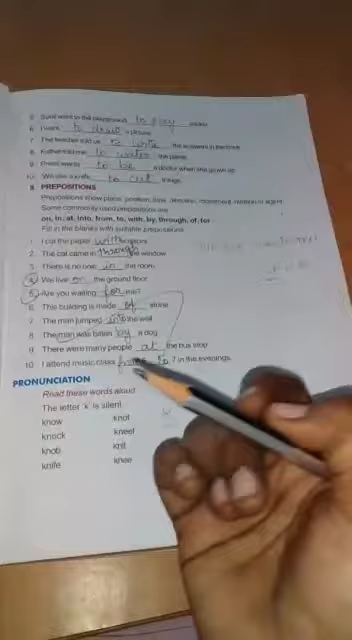 5. Sunil went to the playground to play
6. I want to draw a picture.
7. The teacher told us to write the answers in the book
8. Father told me to water the plants.
9. Preeti wants to be a doctor when she grows up
10. We use a knife to cut things.
B PREPOSITIONS
Prepositions show place, position, time, direction, movement, method or agent.
Some commonly used prepositions are
on, in, at, into, from, to, with, by, through, of, for
Fill in the blanks with suitable prepositions
1 I cut the paper with scissors
2 The cat came in through the window
3 There is no one in the room.
4 We live on the ground floor
5 Are you waiting for me?
6 This building is made of stone
7 The man jumped into the well
8 The man was bitten by a dog
9 There were many people at the bus stop
10 I attend music class from to 7 in the evenings.
PRONUNCIATION
Read these words aloud
The letter 'k' is silent
know knot
knock kneel
knob knit
knife knee